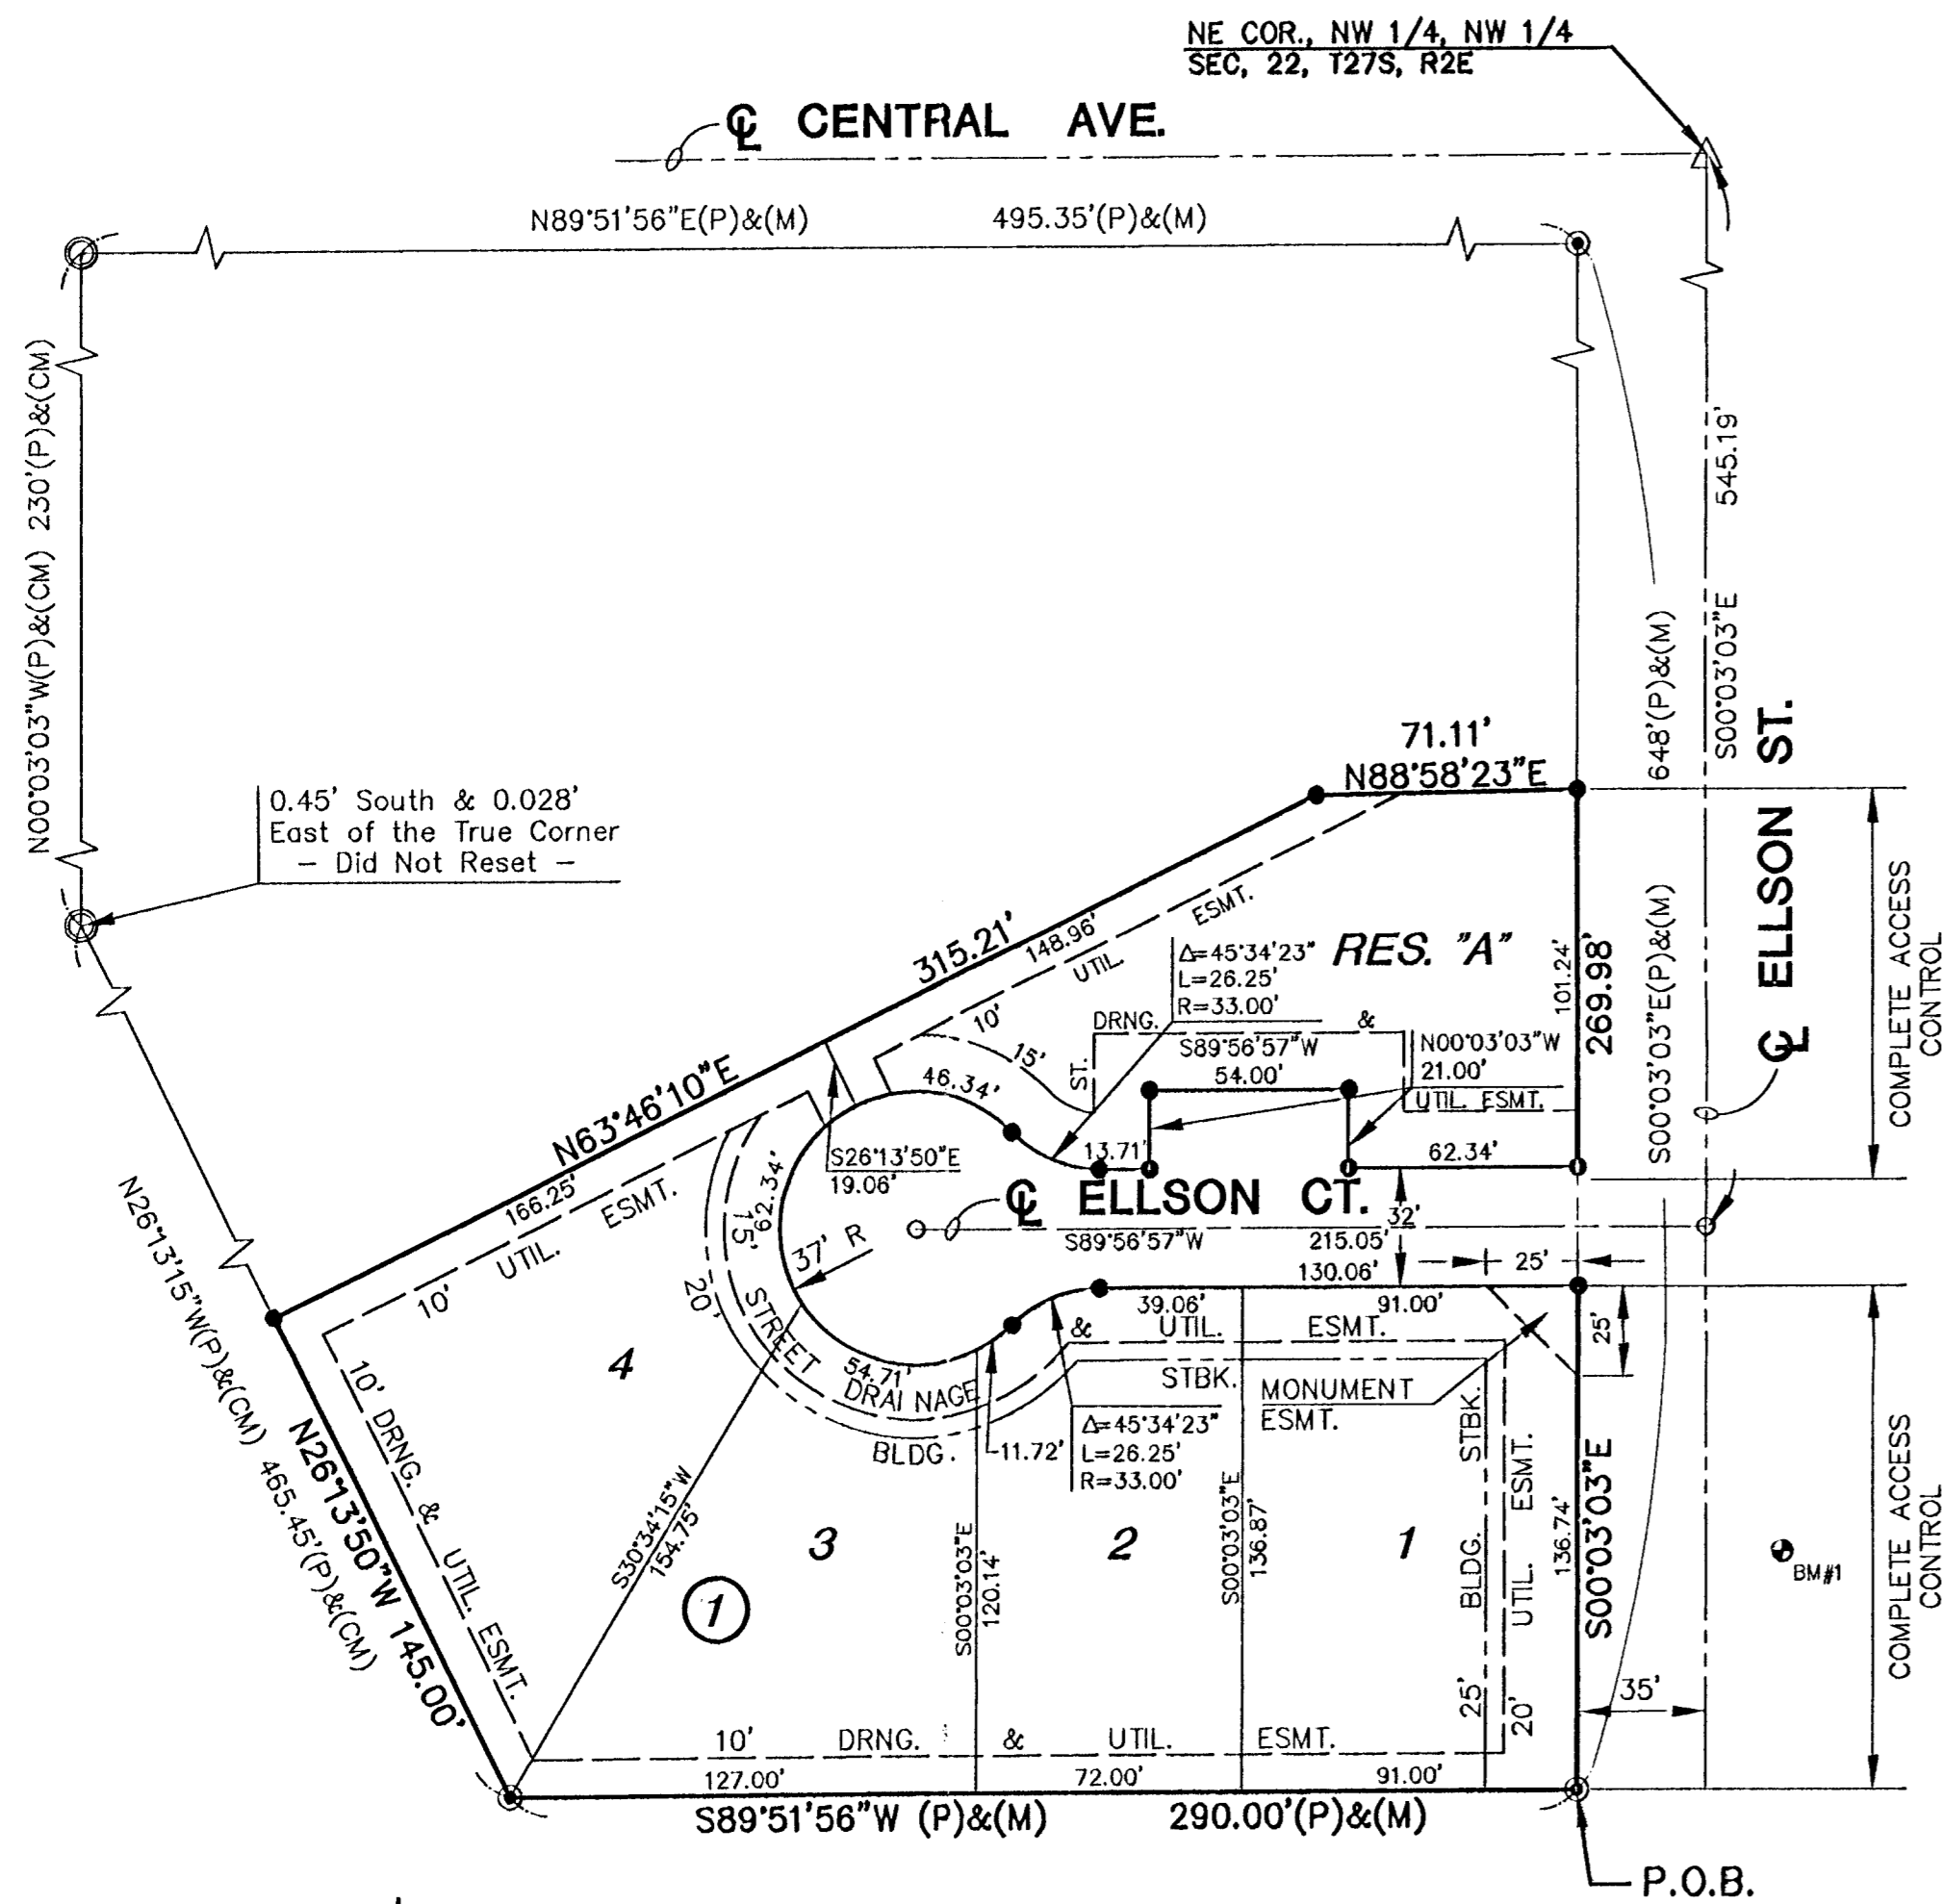 NE COR., NW 1/4, NW 1/4
SEC, 22, T27S, R2E
℄ CENTRAL AVE.
N89°51'56"E(P)&(M) 495.35'(P)&(M)
N00°03'03"W(P)&(CM) 230'(P)&(CM)
S00°03'03"E 545.19'
648'(P)&(M)
S00°03'03"E(P)&(M)
℄ ELLSON ST.
0.45' South & 0.028'
East of the True Corner
- Did Not Reset -
71.11'
N88°58'23"E
315.21'
N63°46'10"E
148.96'
166.25'
10' UTIL. ESMT.
RES. "A"
Δ=45°34'23"
L=26.25'
R=33.00'
101.24'
269.98'
COMPLETE ACCESS
CONTROL
15' ST. DRNG. &
UTIL. ESMT.
S89°56'57"W
54.00'
N00°03'03"W
21.00'
46.34'
13.71'
62.34'
S26°13'50"E
19.06'
62.34'
10' UTIL. ESMT.
℄ ELLSON CT.
32'
S89°56'57"W 215.05'
37' R
25'
130.06'
39.06' 91.00'
15' STREET DRAINAGE & UTIL. ESMT.
20' BLDG. STBK.
54.71'
11.72'
Δ=45°34'23"
L=26.25'
R=33.00'
MONUMENT
ESMT.
25'
N26°13'15"W(P)&(CM) 465.45'(P)&(CM)
N26°13'50"W 145.00'
10' DRNG. & UTIL. ESMT.
4
3
2
1
1
S30°34'15"W
154.75'
S00°03'03"E
120.14'
S00°03'03"E
136.87'
25' BLDG. STBK.
20' UTIL. ESMT.
136.74'
S00°03'03"E
BM#1
COMPLETE ACCESS
CONTROL
35'
10' DRNG. & UTIL. ESMT.
127.00' 72.00' 91.00'
S89°51'56"W (P)&(M) 290.00'(P)&(M)
P.O.B.